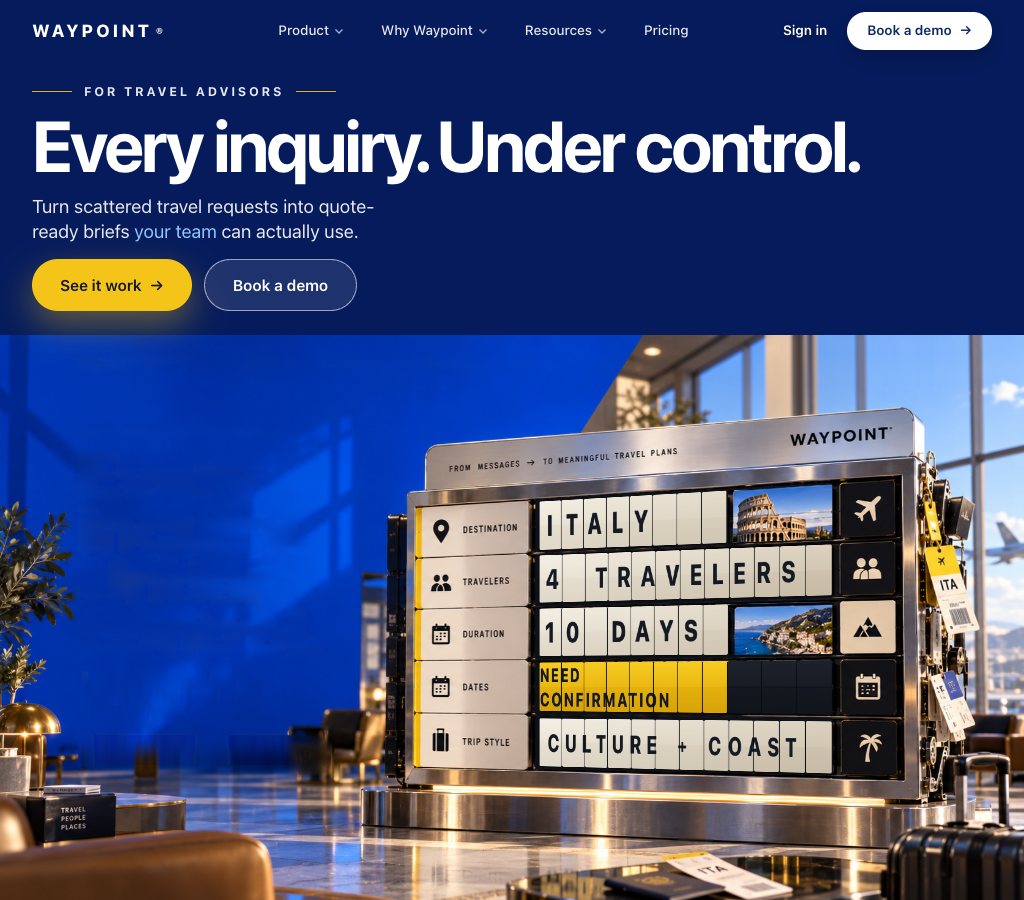 WAYPOINT ®
Product
Why Waypoint
Resources
Pricing
Sign in
Book a demo →
FOR TRAVEL ADVISORS
Every inquiry. Under control.
Turn scattered travel requests into quote-
ready briefs your team can actually use.
See it work →
Book a demo
FROM MESSAGES → TO MEANINGFUL TRAVEL PLANS
WAYPOINT
DESTINATION
ITALY
TRAVELERS
4 TRAVELERS
DURATION
10 DAYS
DATES
NEED
CONFIRMATION
TRIP STYLE
CULTURE + COAST
ITA
TRAVEL
PEOPLE
PLACES
ITA